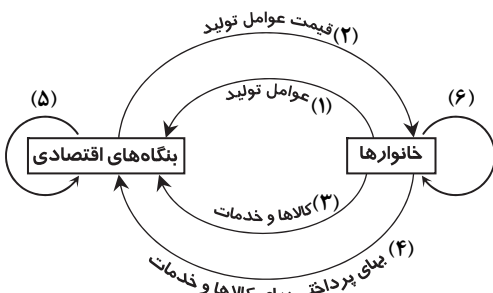 (۲) قیمت عوامل تولید
(۱) عوامل تولید
(۵)
(۶)
بنگاه‌های اقتصادی
خانوارها
(۳) کالاها و خدمات
(۴) بهای پرداختی برای کالاها و خدمات